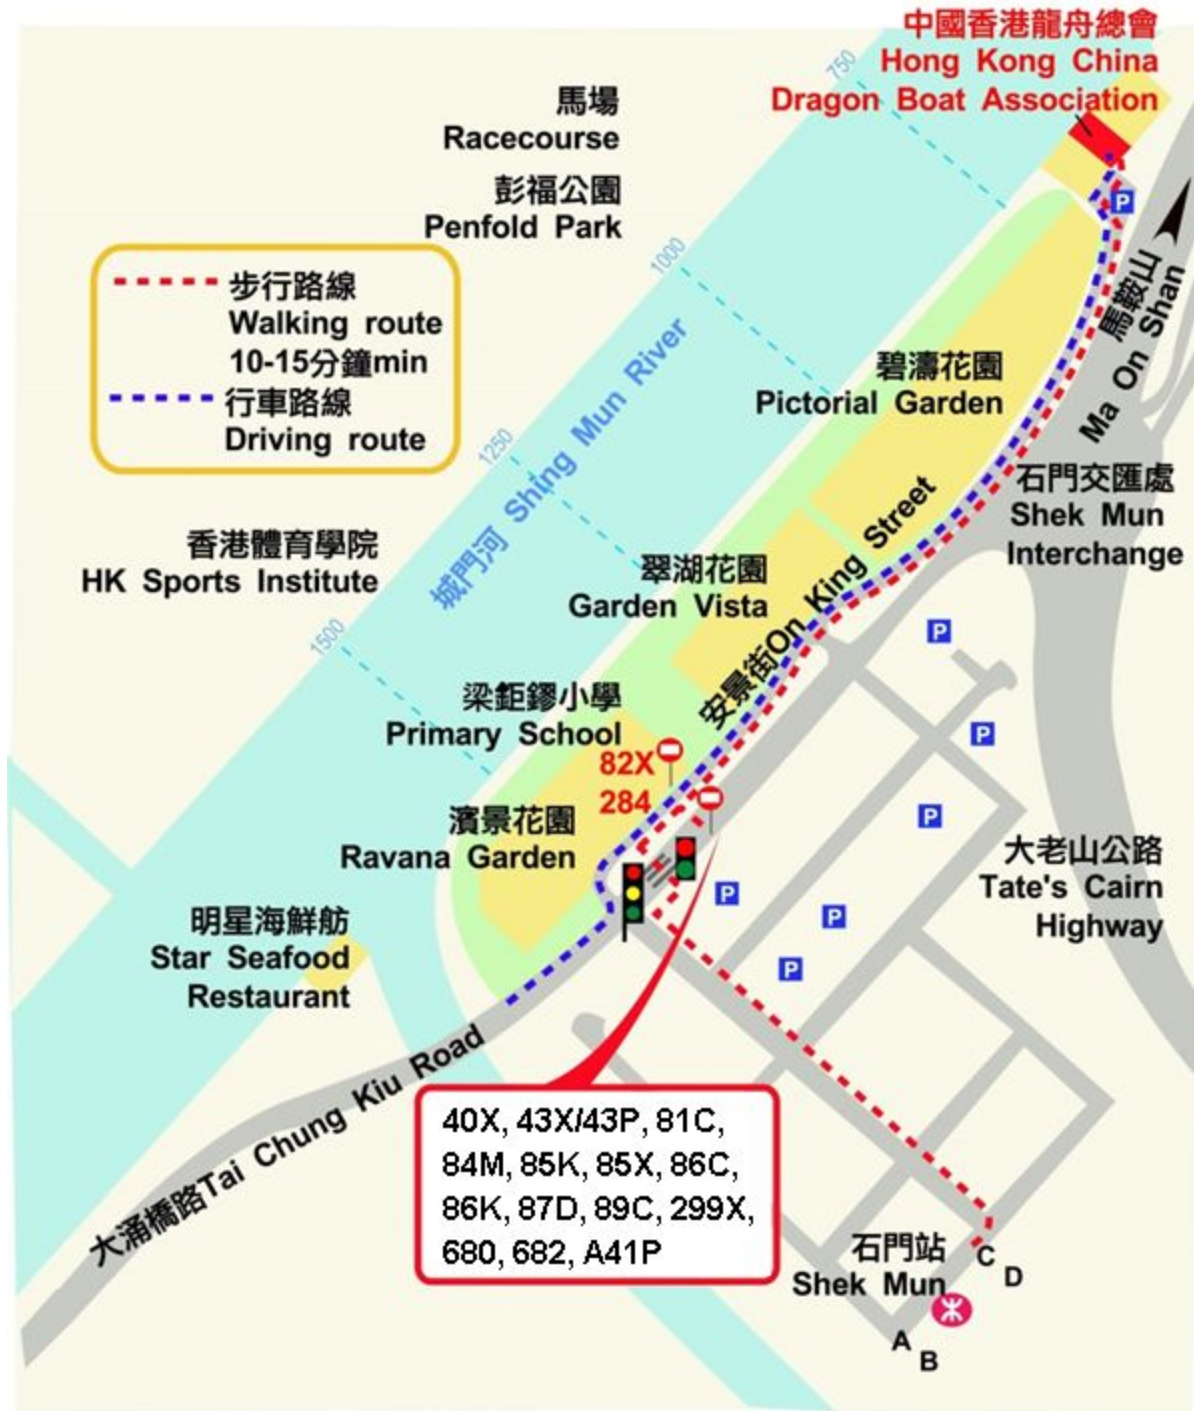 中國香港龍舟總會
Hong Kong China
Dragon Boat Association
750
馬場
Racecourse
彭福公園
Penfold Park
P
步行路線
Walking route
10-15分鐘min
行車路線
Driving route
1000
馬鞍山
Ma On Shan
城門河 Shing Mun River
碧濤花園
Pictorial Garden
1250
石門交匯處
Shek Mun
Interchange
香港體育學院
HK Sports Institute
翠湖花園
Garden Vista
安景街On King Street
1500
P
梁鉅鏐小學
Primary School
P
82X
284
濱景花園
Ravana Garden
P
大老山公路
Tate's Cairn
Highway
P
P
明星海鮮舫
Star Seafood
Restaurant
P
大涌橋路Tai Chung Kiu Road
40X, 43X/43P, 81C,
84M, 85K, 85X, 86C,
86K, 87D, 89C, 299X,
680, 682, A41P
石門站
Shek Mun
C
D
A
B